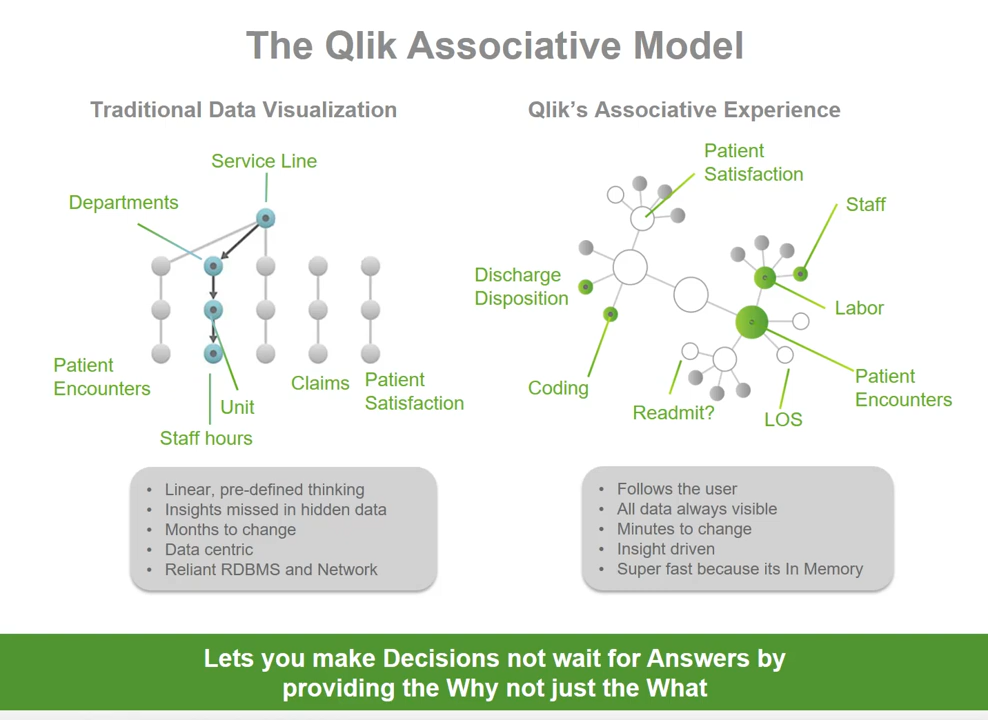 The Qlik Associative Model
Traditional Data Visualization
Service Line
Departments
Patient
Encounters
Unit
Staff hours
Claims
Patient
Satisfaction
• Linear, pre-defined thinking
• Insights missed in hidden data
• Months to change
• Data centric
• Reliant RDBMS and Network
Qlik's Associative Experience
Patient
Satisfaction
Staff
Discharge
Disposition
Labor
Coding
Readmit?
LOS
Patient
Encounters
• Follows the user
• All data always visible
• Minutes to change
• Insight driven
• Super fast because its In Memory
Lets you make Decisions not wait for Answers by
providing the Why not just the What